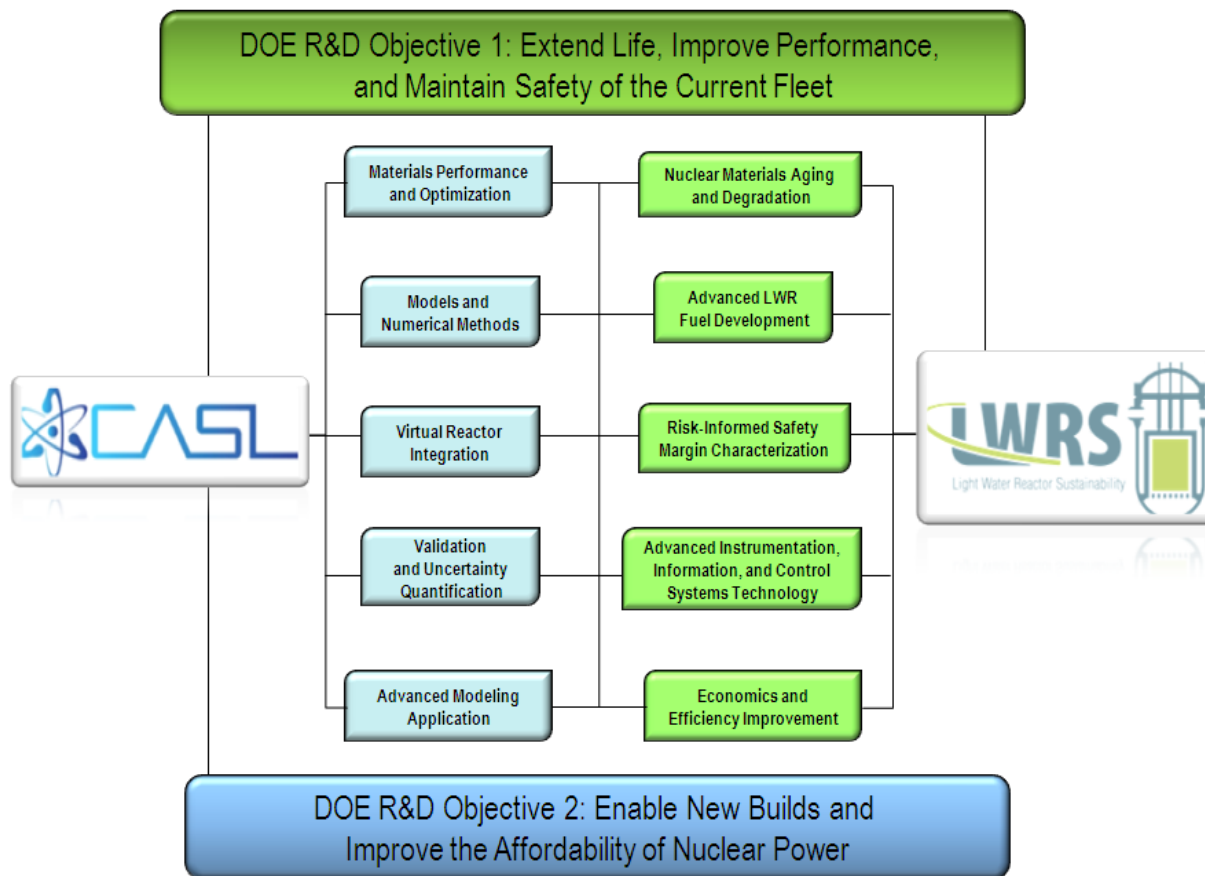 DOE R&D Objective 1: Extend Life, Improve Performance,
and Maintain Safety of the Current Fleet
Materials Performance
and Optimization
Nuclear Materials Aging
and Degradation
Models and
Numerical Methods
Advanced LWR
Fuel Development
CASL
Virtual Reactor
Integration
Risk-Informed Safety
Margin Characterization
LWRS
Light Water Reactor Sustainability
Validation
and Uncertainty
Quantification
Advanced Instrumentation,
Information, and Control
Systems Technology
Advanced Modeling
Application
Economics and
Efficiency Improvement
DOE R&D Objective 2: Enable New Builds and
Improve the Affordability of Nuclear Power